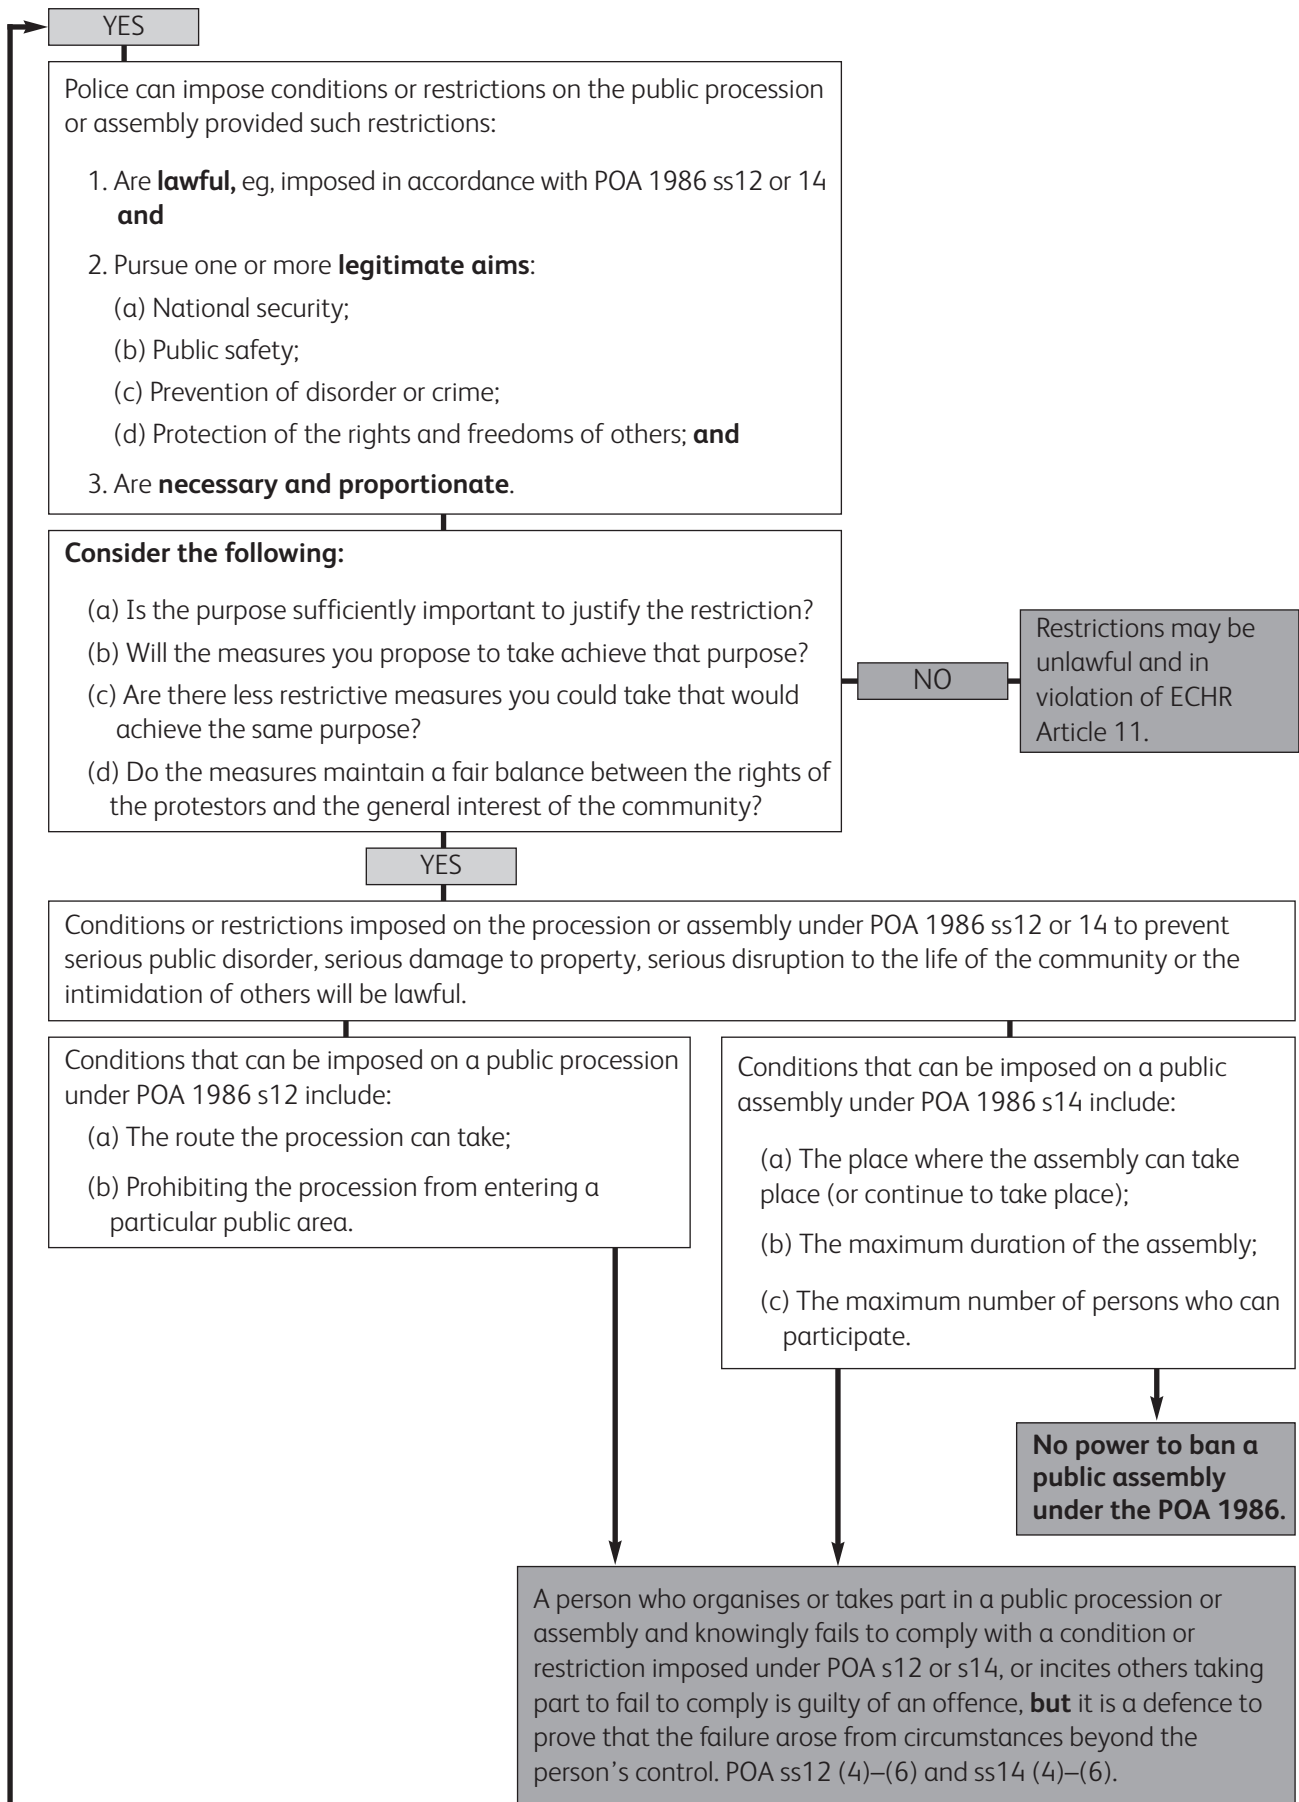 YES
Police can impose conditions or restrictions on the public procession
or assembly provided such restrictions:
1. Are lawful, eg, imposed in accordance with POA 1986 ss12 or 14
and
2. Pursue one or more legitimate aims:
(a) National security;
(b) Public safety;
(c) Prevention of disorder or crime;
(d) Protection of the rights and freedoms of others; and
3. Are necessary and proportionate.
Consider the following:
(a) Is the purpose sufficiently important to justify the restriction?
(b) Will the measures you propose to take achieve that purpose?
(c) Are there less restrictive measures you could take that would
achieve the same purpose?
(d) Do the measures maintain a fair balance between the rights of
the protestors and the general interest of the community?
NO
Restrictions may be
unlawful and in
violation of ECHR
Article 11.
YES
Conditions or restrictions imposed on the procession or assembly under POA 1986 ss12 or 14 to prevent
serious public disorder, serious damage to property, serious disruption to the life of the community or the
intimidation of others will be lawful.
Conditions that can be imposed on a public procession
under POA 1986 s12 include:
(a) The route the procession can take;
(b) Prohibiting the procession from entering a
particular public area.
Conditions that can be imposed on a public
assembly under POA 1986 s14 include:
(a) The place where the assembly can take
place (or continue to take place);
(b) The maximum duration of the assembly;
(c) The maximum number of persons who can
participate.
No power to ban a
public assembly
under the POA 1986.
A person who organises or takes part in a public procession or
assembly and knowingly fails to comply with a condition or
restriction imposed under POA s12 or s14, or incites others taking
part to fail to comply is guilty of an offence, but it is a defence to
prove that the failure arose from circumstances beyond the
person's control. POA ss12 (4)–(6) and ss14 (4)–(6).